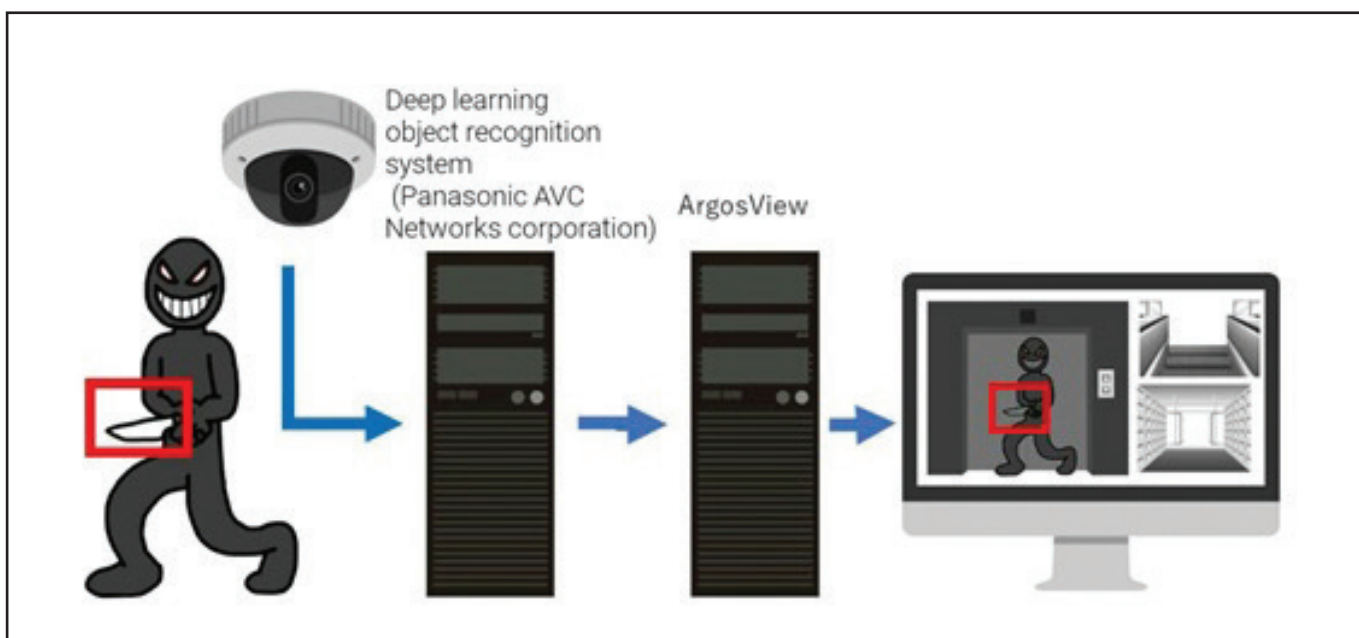 Deep learning
object recognition
system
(Panasonic AVC
Networks corporation)
ArgosView